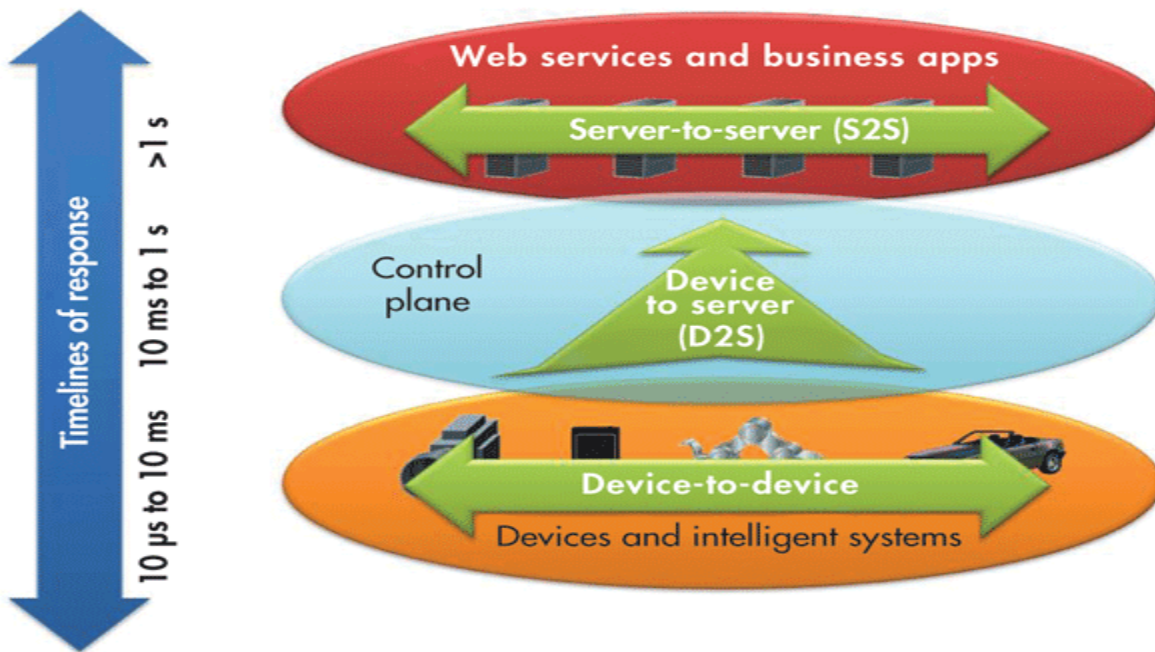 Timelines of response
>1 s
10 ms to 1 s
10 µs to 10 ms
Web services and business apps
Server-to-server (S2S)
Control
plane
Device
to server
(D2S)
Device-to-device
Devices and intelligent systems